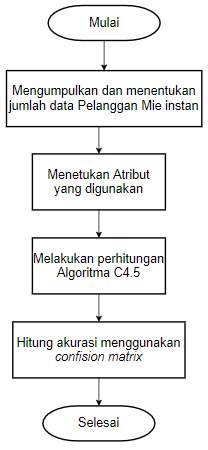 Mulai
Mengumpulkan dan menentukan
jumlah data Pelanggan Mie instan
Menetukan Atribut
yang digunakan
Melakukan perhitungan
Algoritma C4.5
Hitung akurasi menggunakan
confision matrix
Selesai